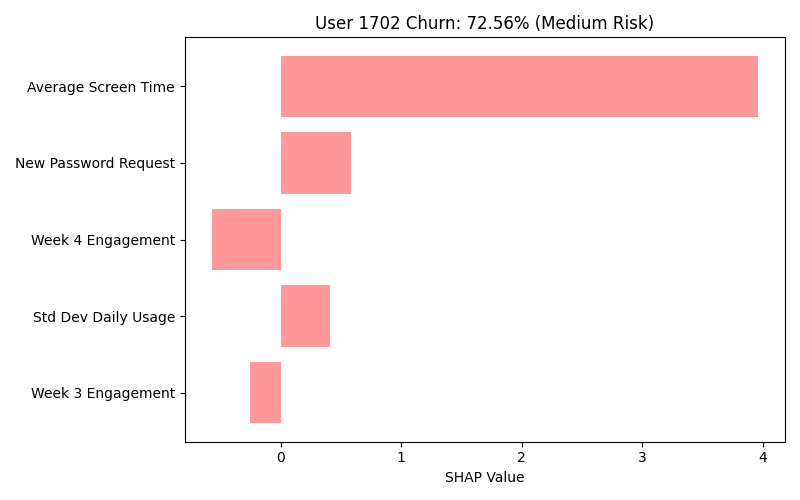 User 1702 Churn: 72.56% (Medium Risk)
Average Screen Time
New Password Request
Week 4 Engagement
Std Dev Daily Usage
Week 3 Engagement
0 1 2 3 4
SHAP Value